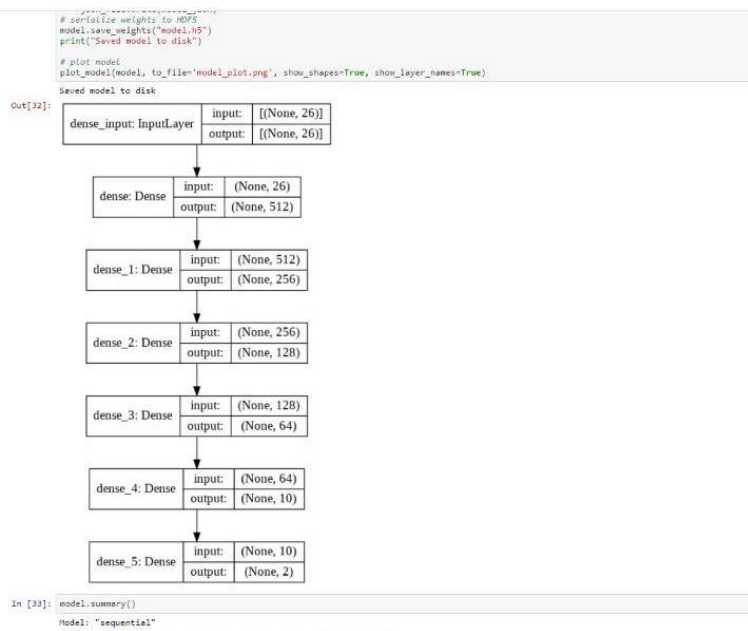 # serialize weights to HDF5
model.save_weights("model.h5")
print("Saved model to disk")
# plot model
plot_model(model, to_file='model_plot.png', show_shapes=True, show_layer_names=True)
Saved model to disk
Out[32]:
dense_input: InputLayer input: [(None, 26)]
output: [(None, 26)]
dense: Dense input: (None, 26)
output: (None, 512)
dense_1: Dense input: (None, 512)
output: (None, 256)
dense_2: Dense input: (None, 256)
output: (None, 128)
dense_3: Dense input: (None, 128)
output: (None, 64)
dense_4: Dense input: (None, 64)
output: (None, 10)
dense_5: Dense input: (None, 10)
output: (None, 2)
In [33]: model.summary()
Model: "sequential"